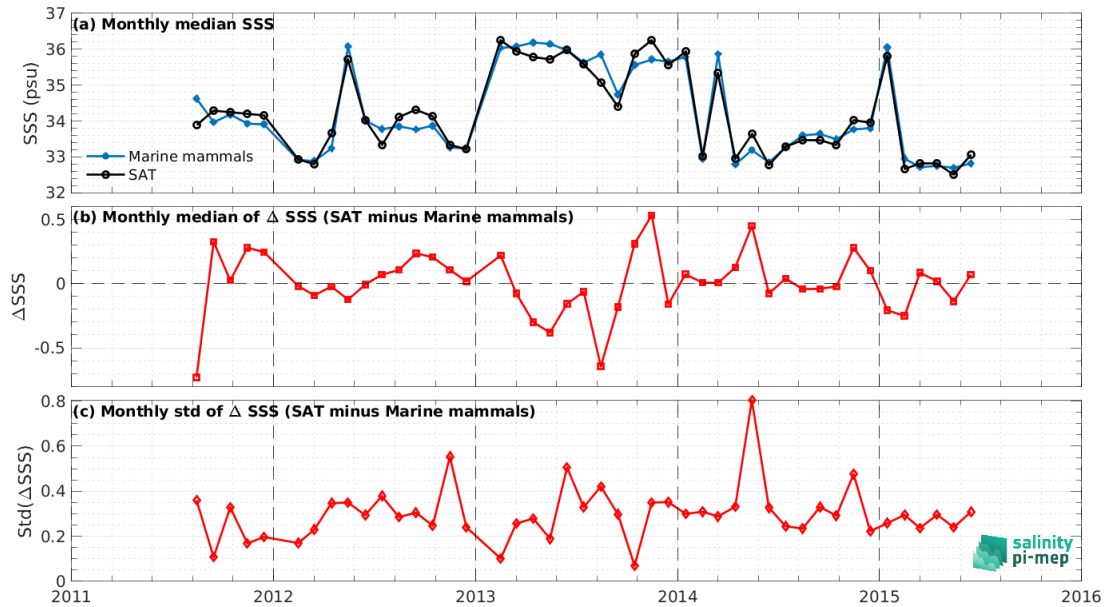 (a) Monthly median SSS
37
36
35
34
33
32
SSS (psu)
Marine mammals
SAT
(b) Monthly median of Δ SSS (SAT minus Marine mammals)
0.5
0
-0.5
ΔSSS
(c) Monthly std of Δ SSS (SAT minus Marine mammals)
0.8
0.6
0.4
0.2
0
Std(ΔSSS)
salinity
pi-mep
2011
2012
2013
2014
2015
2016